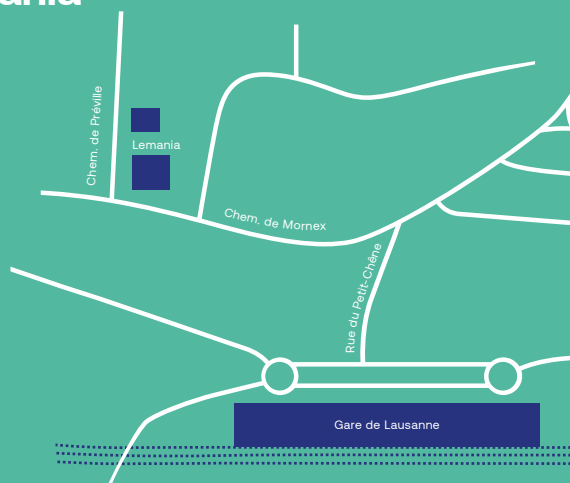 Chem. de Préville
Lemania
Chem. de Mornex
Rue du Petit-Chêne
Gare de Lausanne